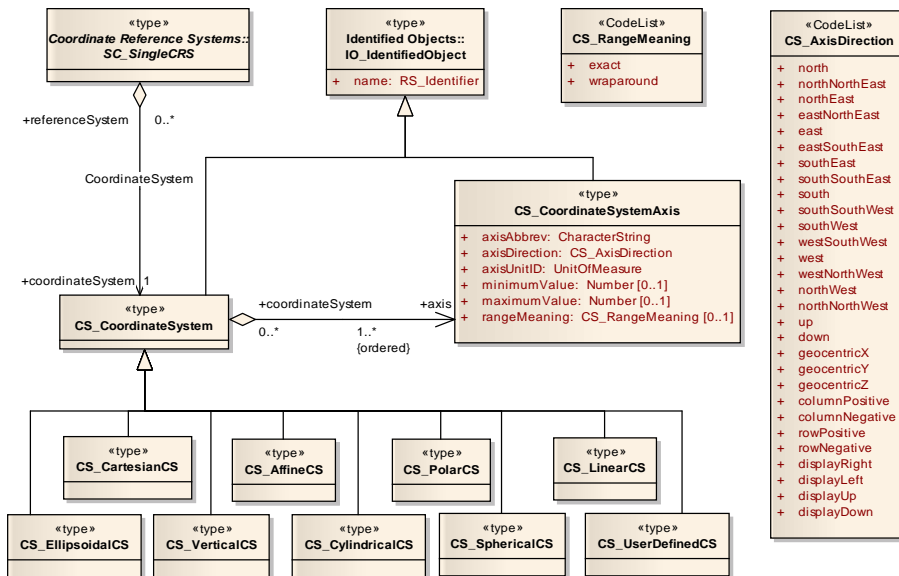 «type»
Coordinate Reference Systems::
SC_SingleCRS
«type»
Identified Objects::
IO_IdentifiedObject
+ name: RS_Identifier
«CodeList»
CS_RangeMeaning
+ exact
+ wraparound
«CodeList»
CS_AxisDirection
+ north
+ northNorthEast
+ northEast
+ eastNorthEast
+ east
+ eastSouthEast
+ southEast
+ southSouthEast
+ south
+ southSouthWest
+ southWest
+ westSouthWest
+ west
+ westNorthWest
+ northWest
+ northNorthWest
+ up
+ down
+ geocentricX
+ geocentricY
+ geocentricZ
+ columnPositive
+ columnNegative
+ rowPositive
+ rowNegative
+ displayRight
+ displayLeft
+ displayUp
+ displayDown
+referenceSystem 0..*
CoordinateSystem
+coordinateSystem 1
«type»
CS_CoordinateSystemAxis
+ axisAbbrev: CharacterString
+ axisDirection: CS_AxisDirection
+ axisUnitID: UnitOfMeasure
+ minimumValue: Number [0..1]
+ maximumValue: Number [0..1]
+ rangeMeaning: CS_RangeMeaning [0..1]
«type»
CS_CoordinateSystem
+coordinateSystem
0..*
+axis
1..*
{ordered}
«type»
CS_CartesianCS
«type»
CS_AffineCS
«type»
CS_PolarCS
«type»
CS_LinearCS
«type»
CS_EllipsoidalCS
«type»
CS_VerticalCS
«type»
CS_CylindricalCS
«type»
CS_SphericalCS
«type»
CS_UserDefinedCS